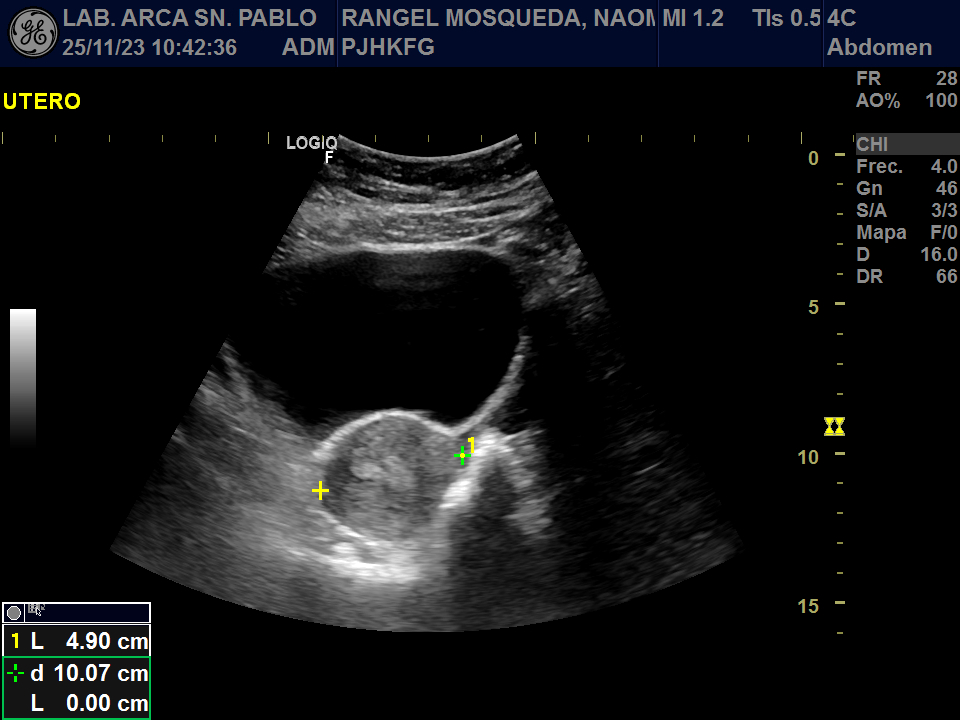 LAB. ARCA SN. PABLO
25/11/23 10:42:36 ADM
RANGEL MOSQUEDA, NAOM
PJHKFG
MI 1.2 TIs 0.5
4C
Abdomen
UTERO
FR 28
AO% 100
CHI
Frec. 4.0
Gn 46
S/A 3/3
Mapa F/0
D 16.0
DR 66
LOGIQ
F
0
5
10
15
1
1 L 4.90 cm
d 10.07 cm
L 0.00 cm